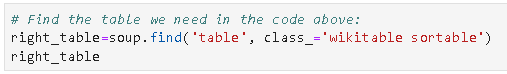 # Find the table we need in the code above:
right_table=soup.find('table', class_='wikitable sortable')
right_table